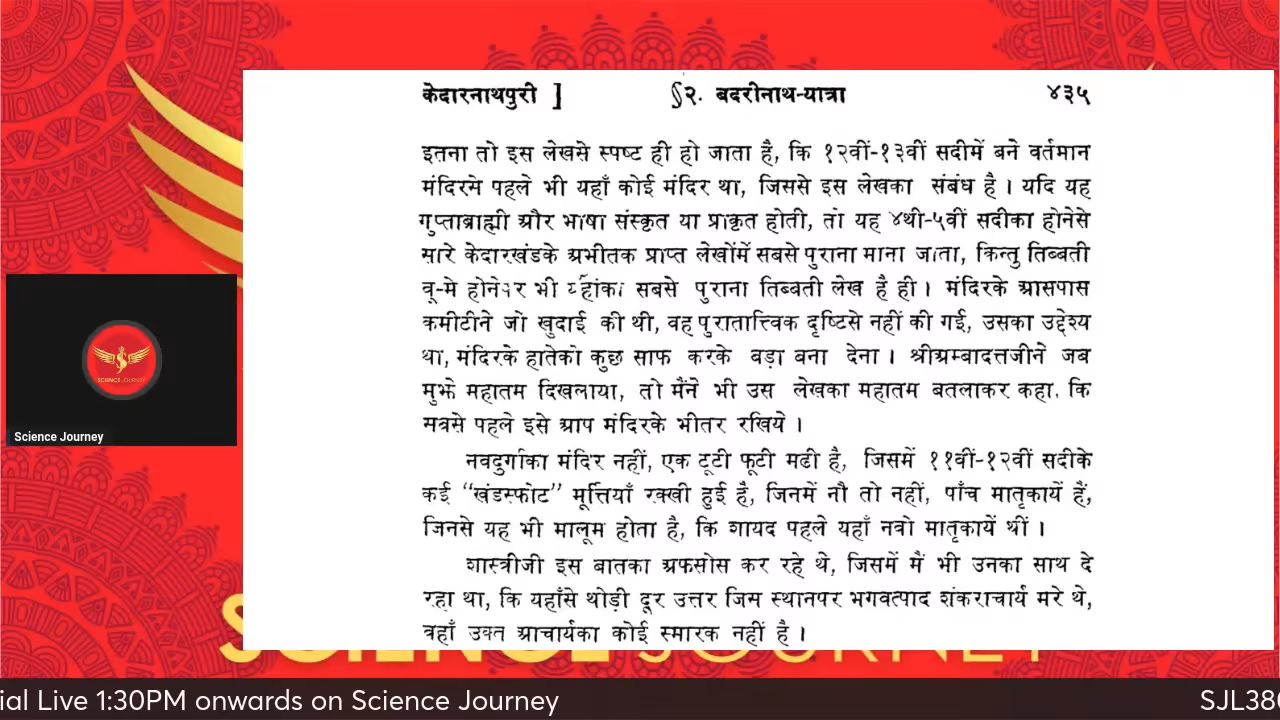 केदारनाथपुरी ] §२. बदरीनाथ-यात्रा ४३५
इतना तो इस लेखसे स्पष्ट ही हो जाता है, कि १२वीं-१३वीं सदीमें बने वर्तमान
मंदिरसे पहले भी यहाँ कोई मंदिर था, जिससे इस लेखका संबंध है । यदि यह
गुप्ताब्राह्मी और भाषा संस्कृत या प्राकृत होती, तो यह ४थी-५वीं सदीका होनेसे
सारे केदारखंडके अभीतक प्राप्त लेखोंमें सबसे पुराना माना जाता, किन्तु तिब्बती
वू-मे होनेपर भी यहाँका सबसे पुराना तिब्बती लेख है ही । मंदिरके आसपास
कमीटीने जो खुदाई की थी, वह पुरातात्त्विक दृष्टिसे नहीं की गई, उसका उद्देश्य
था, मंदिरके हातेको कुछ साफ करके बड़ा बना देना । श्रीअम्बादत्तजीने जब
मुझे महातम दिखलाया, तो मैंने भी उस लेखका महातम बतलाकर कहा, कि
सबसे पहले इसे आप मंदिरके भीतर रखिये ।
नवदुर्गाका मंदिर नहीं, एक टूटी फूटी मढी है, जिसमें ११वीं-१२वीं सदीके
कई “खंडस्फोट” मूर्त्तियाँ रक्खी हुई है, जिनमें नौ तो नहीं, पाँच मातृकायें हैं,
जिनसे यह भी मालूम होता है, कि शायद पहले यहाँ नवो मातृकायें थीं ।
शास्त्रीजी इस बातका अफसोस कर रहे थे, जिसमें मैं भी उनका साथ दे
रहा था, कि यहाँसे थोड़ी दूर उत्तर जिस स्थानपर भगवत्पाद शंकराचार्य मरे थे,
वहाँ उक्त आचार्यका कोई स्मारक नहीं है ।
SCIENCE JOURNEY
Science Journey
SCIENCE JOURNEY
ial Live 1:30PM onwards on Science Journey
SJL38